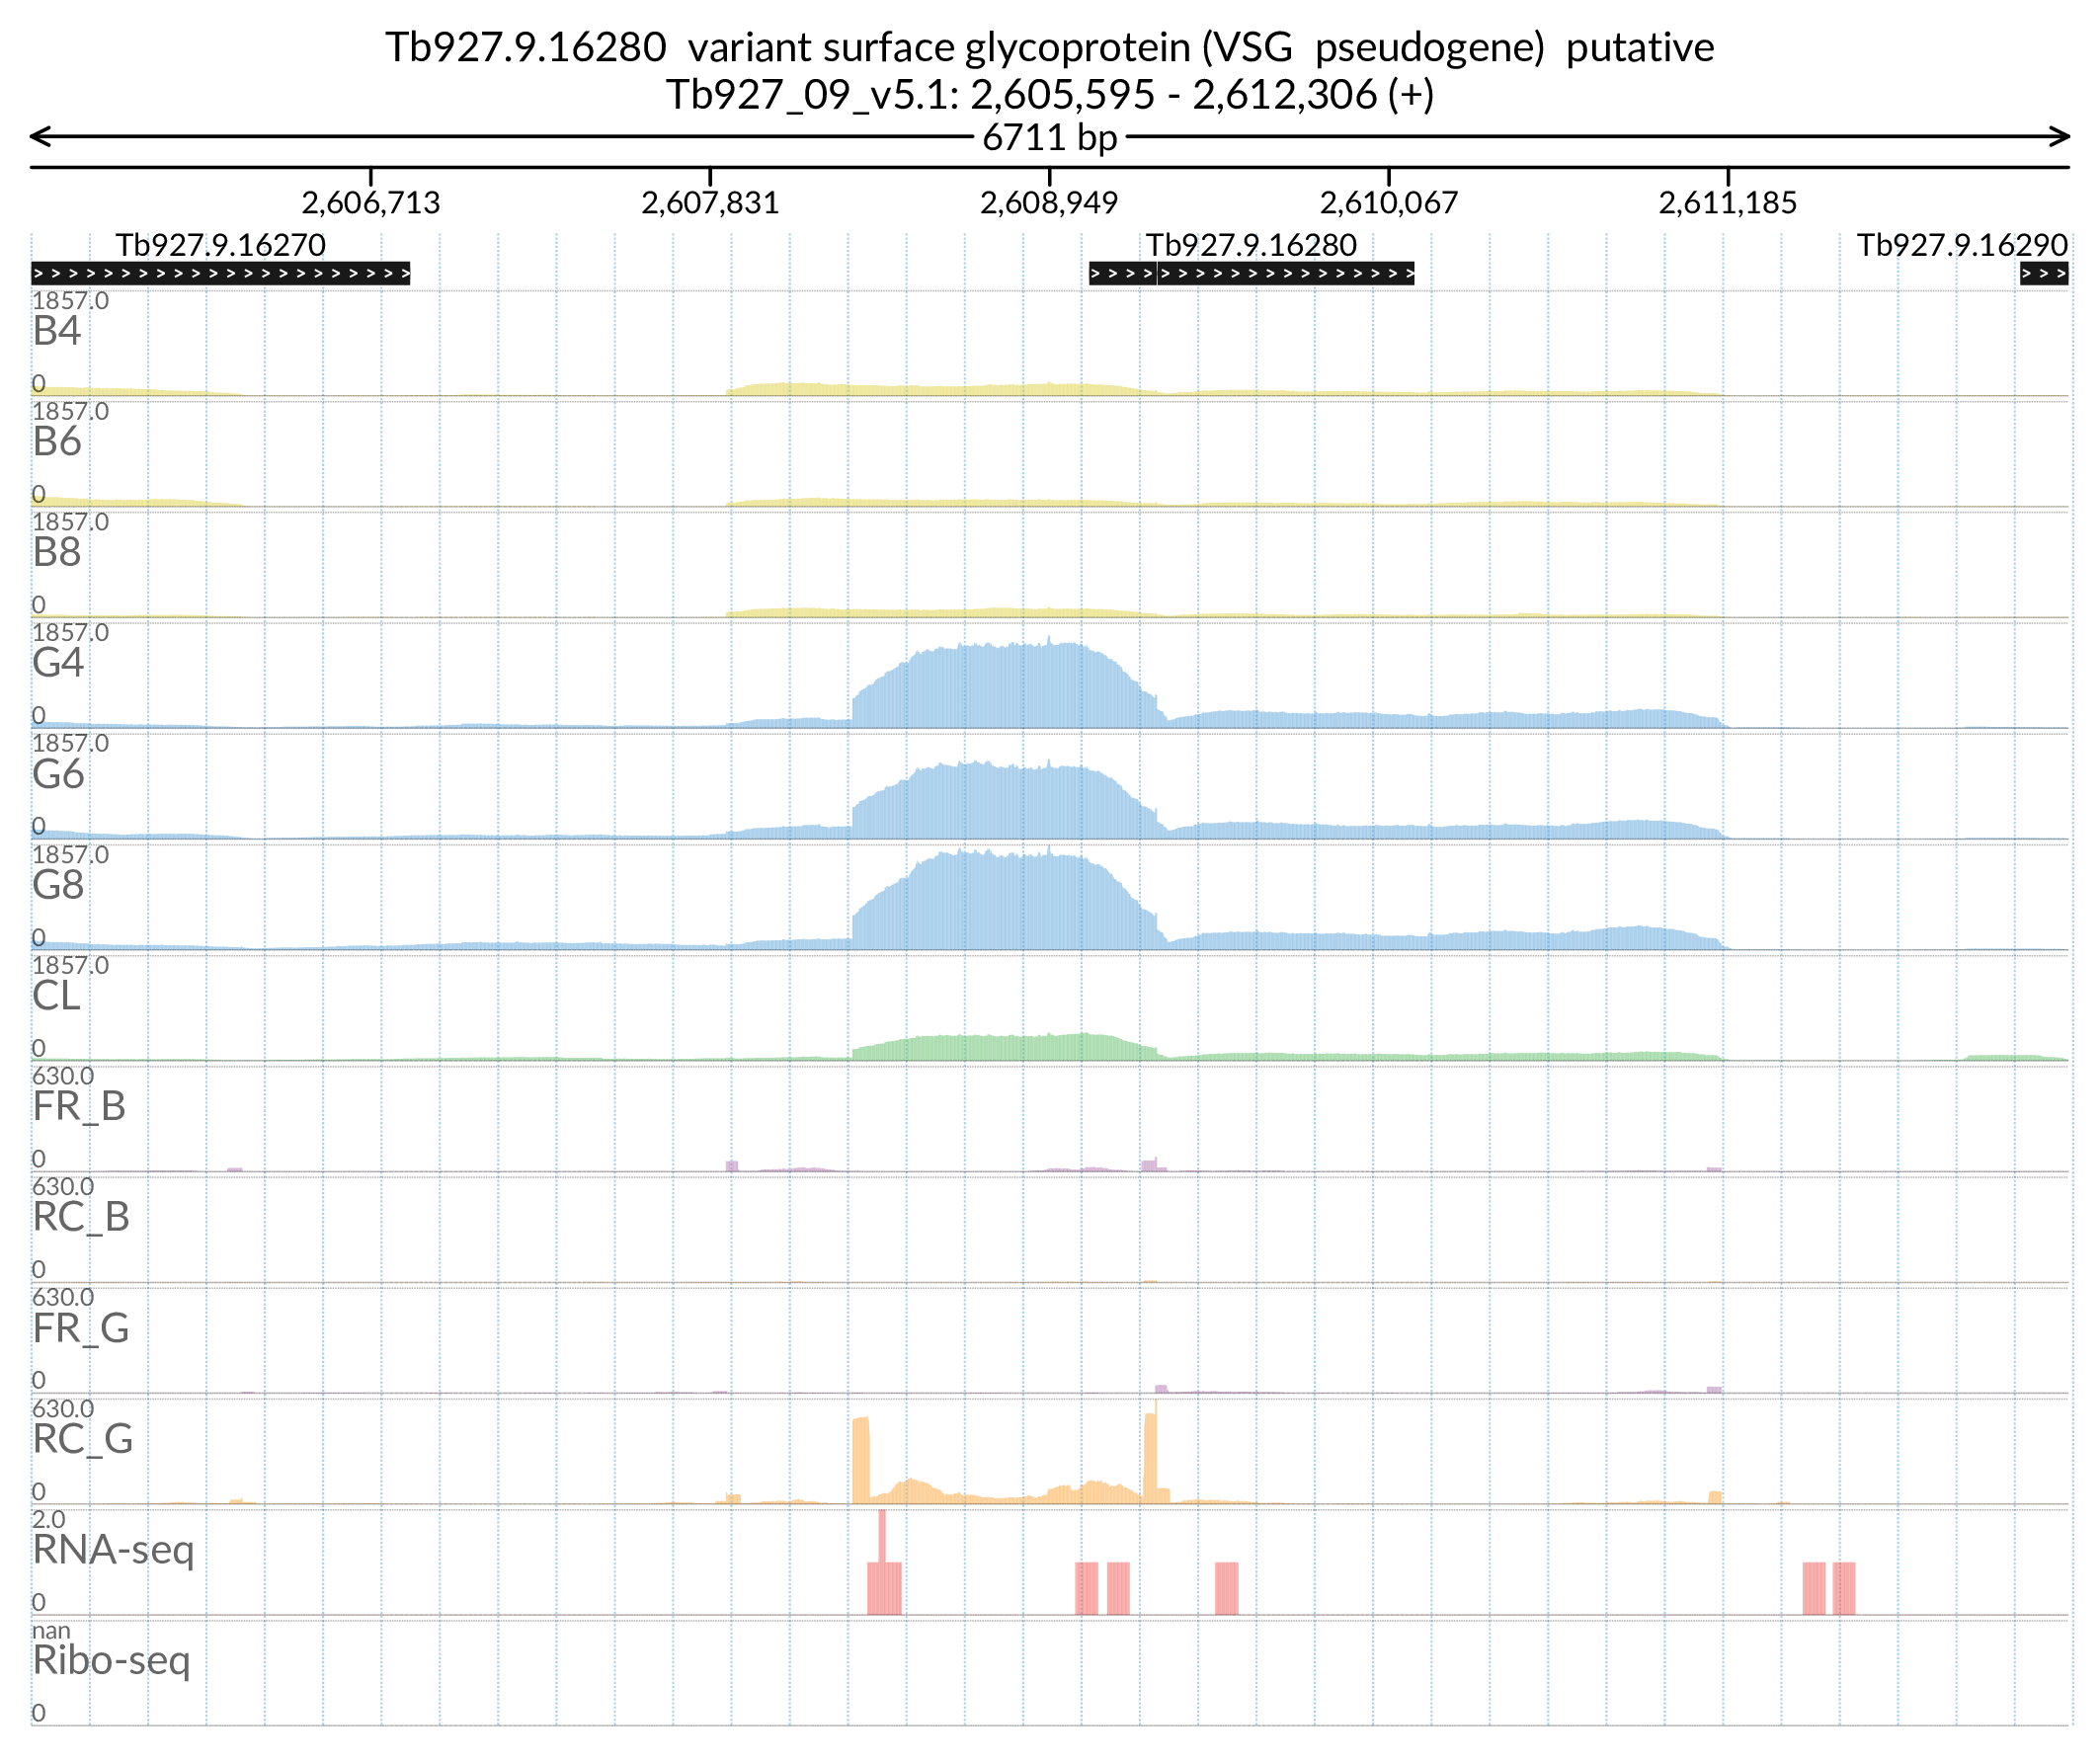 Tb927.9.16280  variant surface glycoprotein (VSG  pseudogene)  putative
Tb927_09_v5.1: 2,605,595 - 2,612,306 (+)
6711 bp
2,606,713 2,607,831 2,608,949 2,610,067 2,611,185
Tb927.9.16270 Tb927.9.16280 Tb927.9.16290
1857.0
B4
0
1857.0
B6
0
1857.0
B8
0
1857.0
G4
0
1857.0
G6
0
1857.0
G8
0
1857.0
CL
0
630.0
FR_B
0
630.0
RC_B
0
630.0
FR_G
0
630.0
RC_G
0
2.0
RNA-seq
0
nan
Ribo-seq
0